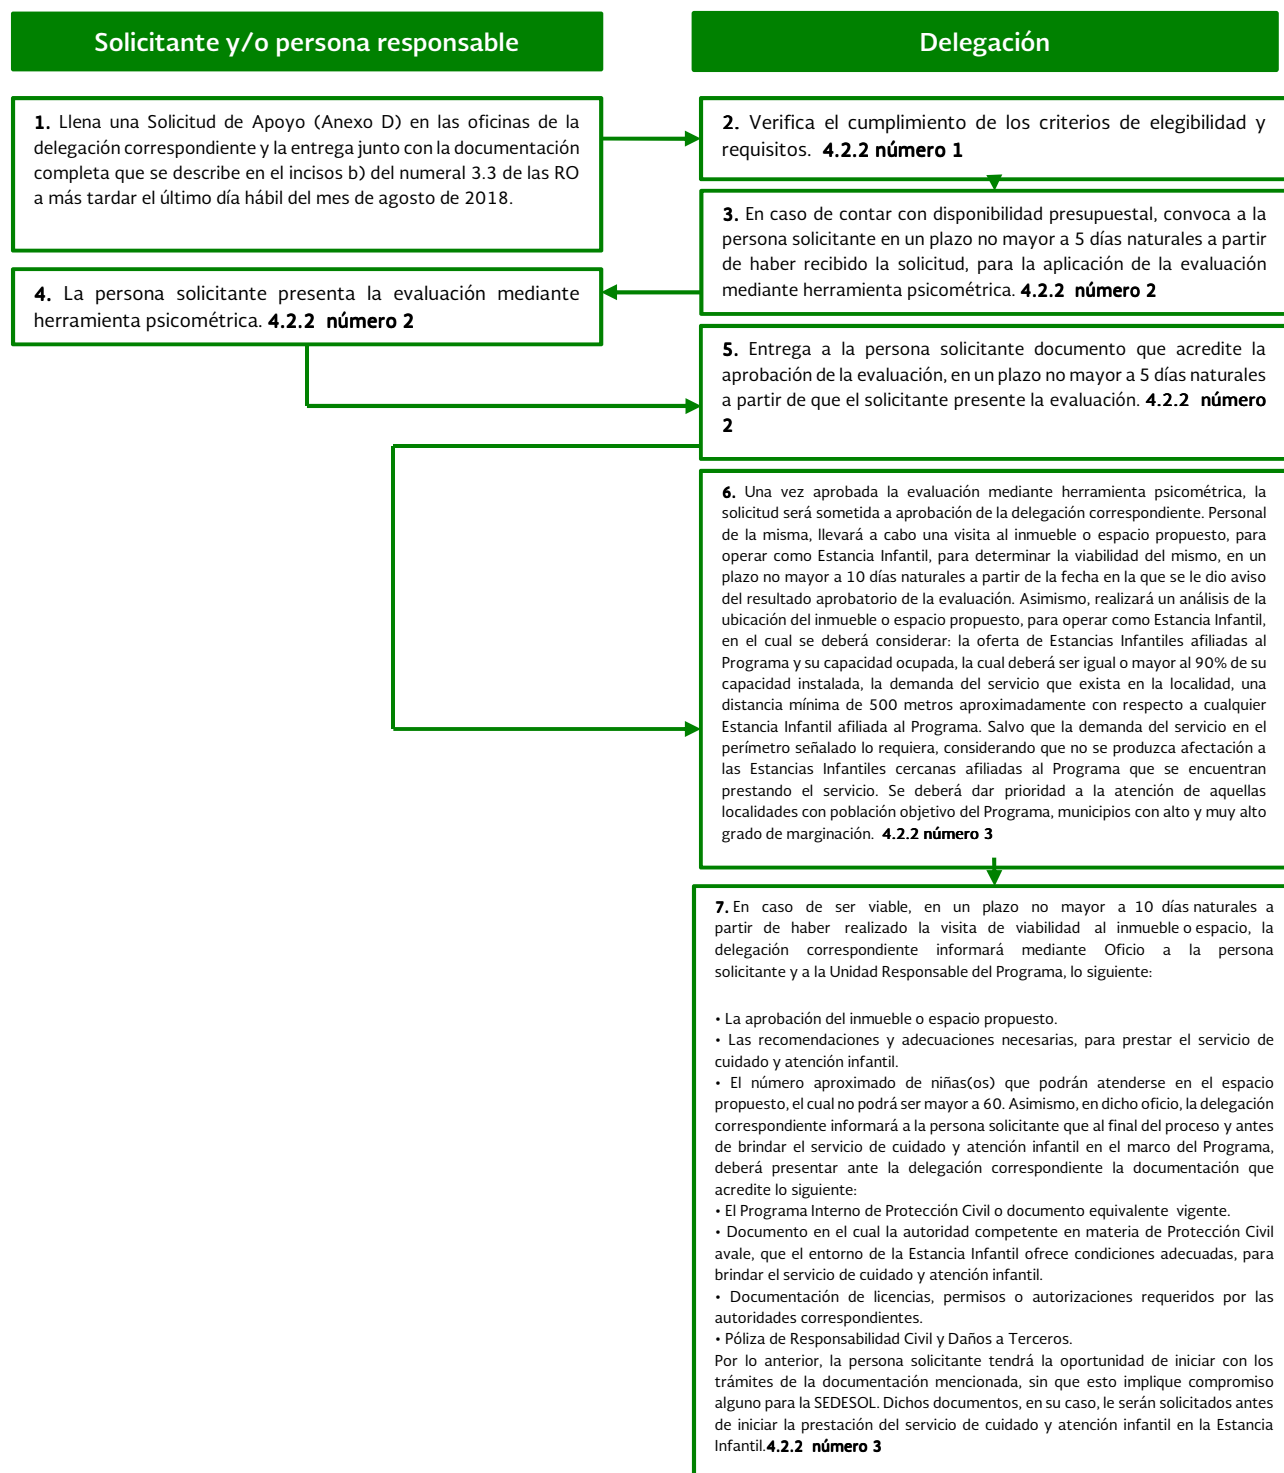 Solicitante y/o persona responsable
Delegación
1. Llena una Solicitud de Apoyo (Anexo D) en las oficinas de la
delegación correspondiente y la entrega junto con la documentación
completa que se describe en el incisos b) del numeral 3.3 de las RO
a más tardar el último día hábil del mes de agosto de 2018.
2. Verifica el cumplimiento de los criterios de elegibilidad y
requisitos. 4.2.2 número 1
3. En caso de contar con disponibilidad presupuestal, convoca a la
persona solicitante en un plazo no mayor a 5 días naturales a partir
de haber recibido la solicitud, para la aplicación de la evaluación
mediante herramienta psicométrica. 4.2.2 número 2
4. La persona solicitante presenta la evaluación mediante
herramienta psicométrica. 4.2.2 número 2
5. Entrega a la persona solicitante documento que acredite la
aprobación de la evaluación, en un plazo no mayor a 5 días naturales
a partir de que el solicitante presente la evaluación. 4.2.2 número
2
6. Una vez aprobada la evaluación mediante herramienta psicométrica, la
solicitud será sometida a aprobación de la delegación correspondiente. Personal
de la misma, llevará a cabo una visita al inmueble o espacio propuesto, para
operar como Estancia Infantil, para determinar la viabilidad del mismo, en un
plazo no mayor a 10 días naturales a partir de la fecha en la que se le dio aviso
del resultado aprobatorio de la evaluación. Asimismo, realizará un análisis de la
ubicación del inmueble o espacio propuesto, para operar como Estancia Infantil,
en el cual se deberá considerar: la oferta de Estancias Infantiles afiliadas al
Programa y su capacidad ocupada, la cual deberá ser igual o mayor al 90% de su
capacidad instalada, la demanda del servicio que exista en la localidad, una
distancia mínima de 500 metros aproximadamente con respecto a cualquier
Estancia Infantil afiliada al Programa. Salvo que la demanda del servicio en el
perímetro señalado lo requiera, considerando que no se produzca afectación a
las Estancias Infantiles cercanas afiliadas al Programa que se encuentran
prestando el servicio. Se deberá dar prioridad a la atención de aquellas
localidades con población objetivo del Programa, municipios con alto y muy alto
grado de marginación. 4.2.2 número 3
7. En caso de ser viable, en un plazo no mayor a 10 días naturales a
partir de haber realizado la visita de viabilidad al inmueble o espacio, la
delegación correspondiente informará mediante Oficio a la persona
solicitante y a la Unidad Responsable del Programa, lo siguiente:
• La aprobación del inmueble o espacio propuesto.
• Las recomendaciones y adecuaciones necesarias, para prestar el servicio de
cuidado y atención infantil.
• El número aproximado de niñas(os) que podrán atenderse en el espacio
propuesto, el cual no podrá ser mayor a 60. Asimismo, en dicho oficio, la delegación
correspondiente informará a la persona solicitante que al final del proceso y antes
de brindar el servicio de cuidado y atención infantil en el marco del Programa,
deberá presentar ante la delegación correspondiente la documentación que
acredite lo siguiente:
• El Programa Interno de Protección Civil o documento equivalente vigente.
• Documento en el cual la autoridad competente en materia de Protección Civil
avale, que el entorno de la Estancia Infantil ofrece condiciones adecuadas, para
brindar el servicio de cuidado y atención infantil.
• Documentación de licencias, permisos o autorizaciones requeridos por las
autoridades correspondientes.
• Póliza de Responsabilidad Civil y Daños a Terceros.
Por lo anterior, la persona solicitante tendrá la oportunidad de iniciar con los
trámites de la documentación mencionada, sin que esto implique compromiso
alguno para la SEDESOL. Dichos documentos, en su caso, le serán solicitados antes
de iniciar la prestación del servicio de cuidado y atención infantil en la Estancia
Infantil.4.2.2 número 3